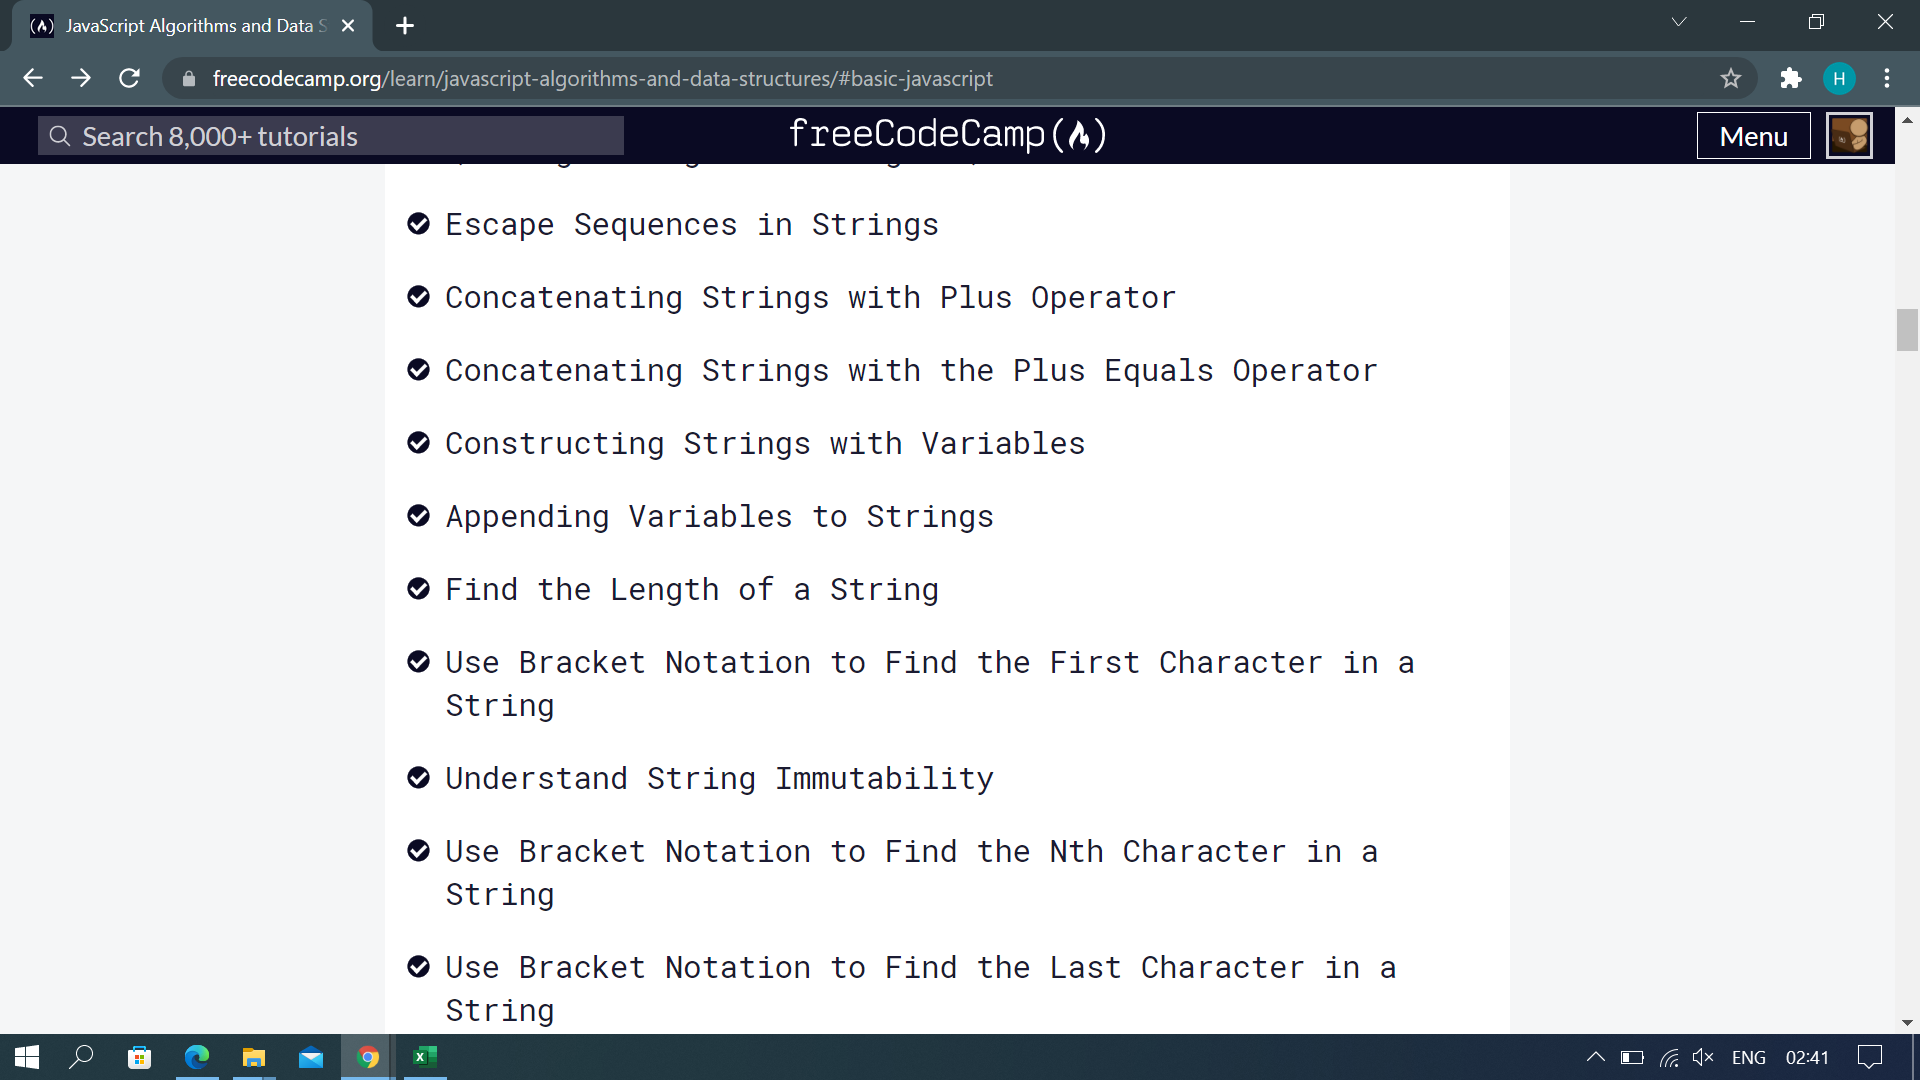 JavaScript Algorithms and Data S
freecodecamp.org/learn/javascript-algorithms-and-data-structures/#basic-javascript
H
Search 8,000+ tutorials
freeCodeCamp
Menu
Escape Sequences in Strings
Concatenating Strings with Plus Operator
Concatenating Strings with the Plus Equals Operator
Constructing Strings with Variables
Appending Variables to Strings
Find the Length of a String
Use Bracket Notation to Find the First Character in a
String
Understand String Immutability
Use Bracket Notation to Find the Nth Character in a
String
Use Bracket Notation to Find the Last Character in a
String
ENG
02:41